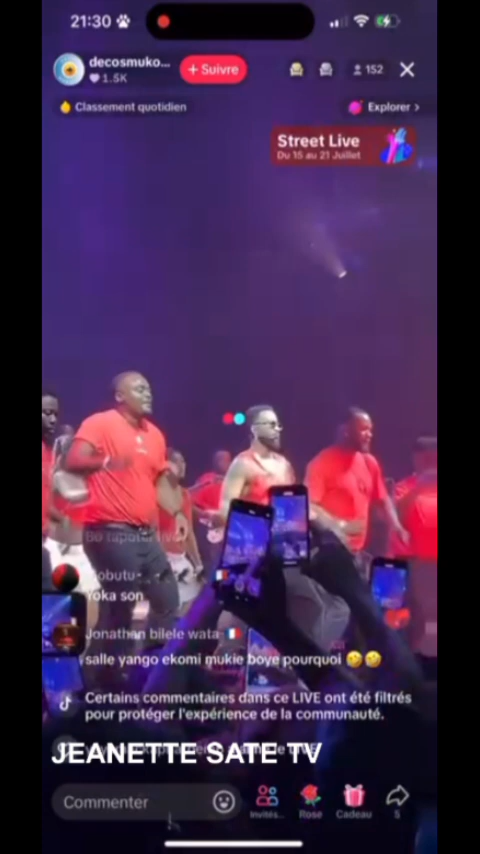 21:30
decosmuko...
1.5K
+ Suivre
152
Classement quotidien
Explorer >
Street Live
Du 15 au 21 Juillet
Yoka son
Jonathan bilele wata
salle yango ekomi mukie boye pourquoi 🤣🤣
Certains commentaires dans ce LIVE ont été filtrés
pour protéger l'expérience de la communauté.
JEANETTE SATE TV
Commenter
Invités...
Rose
Cadeau
5